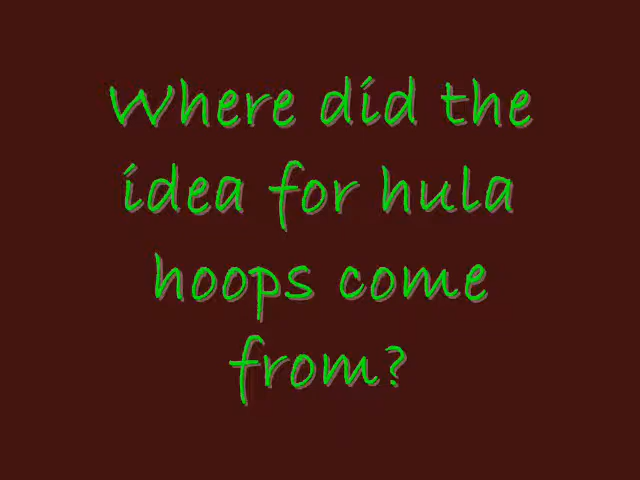 Where did the
idea for hula
hoops come
from?